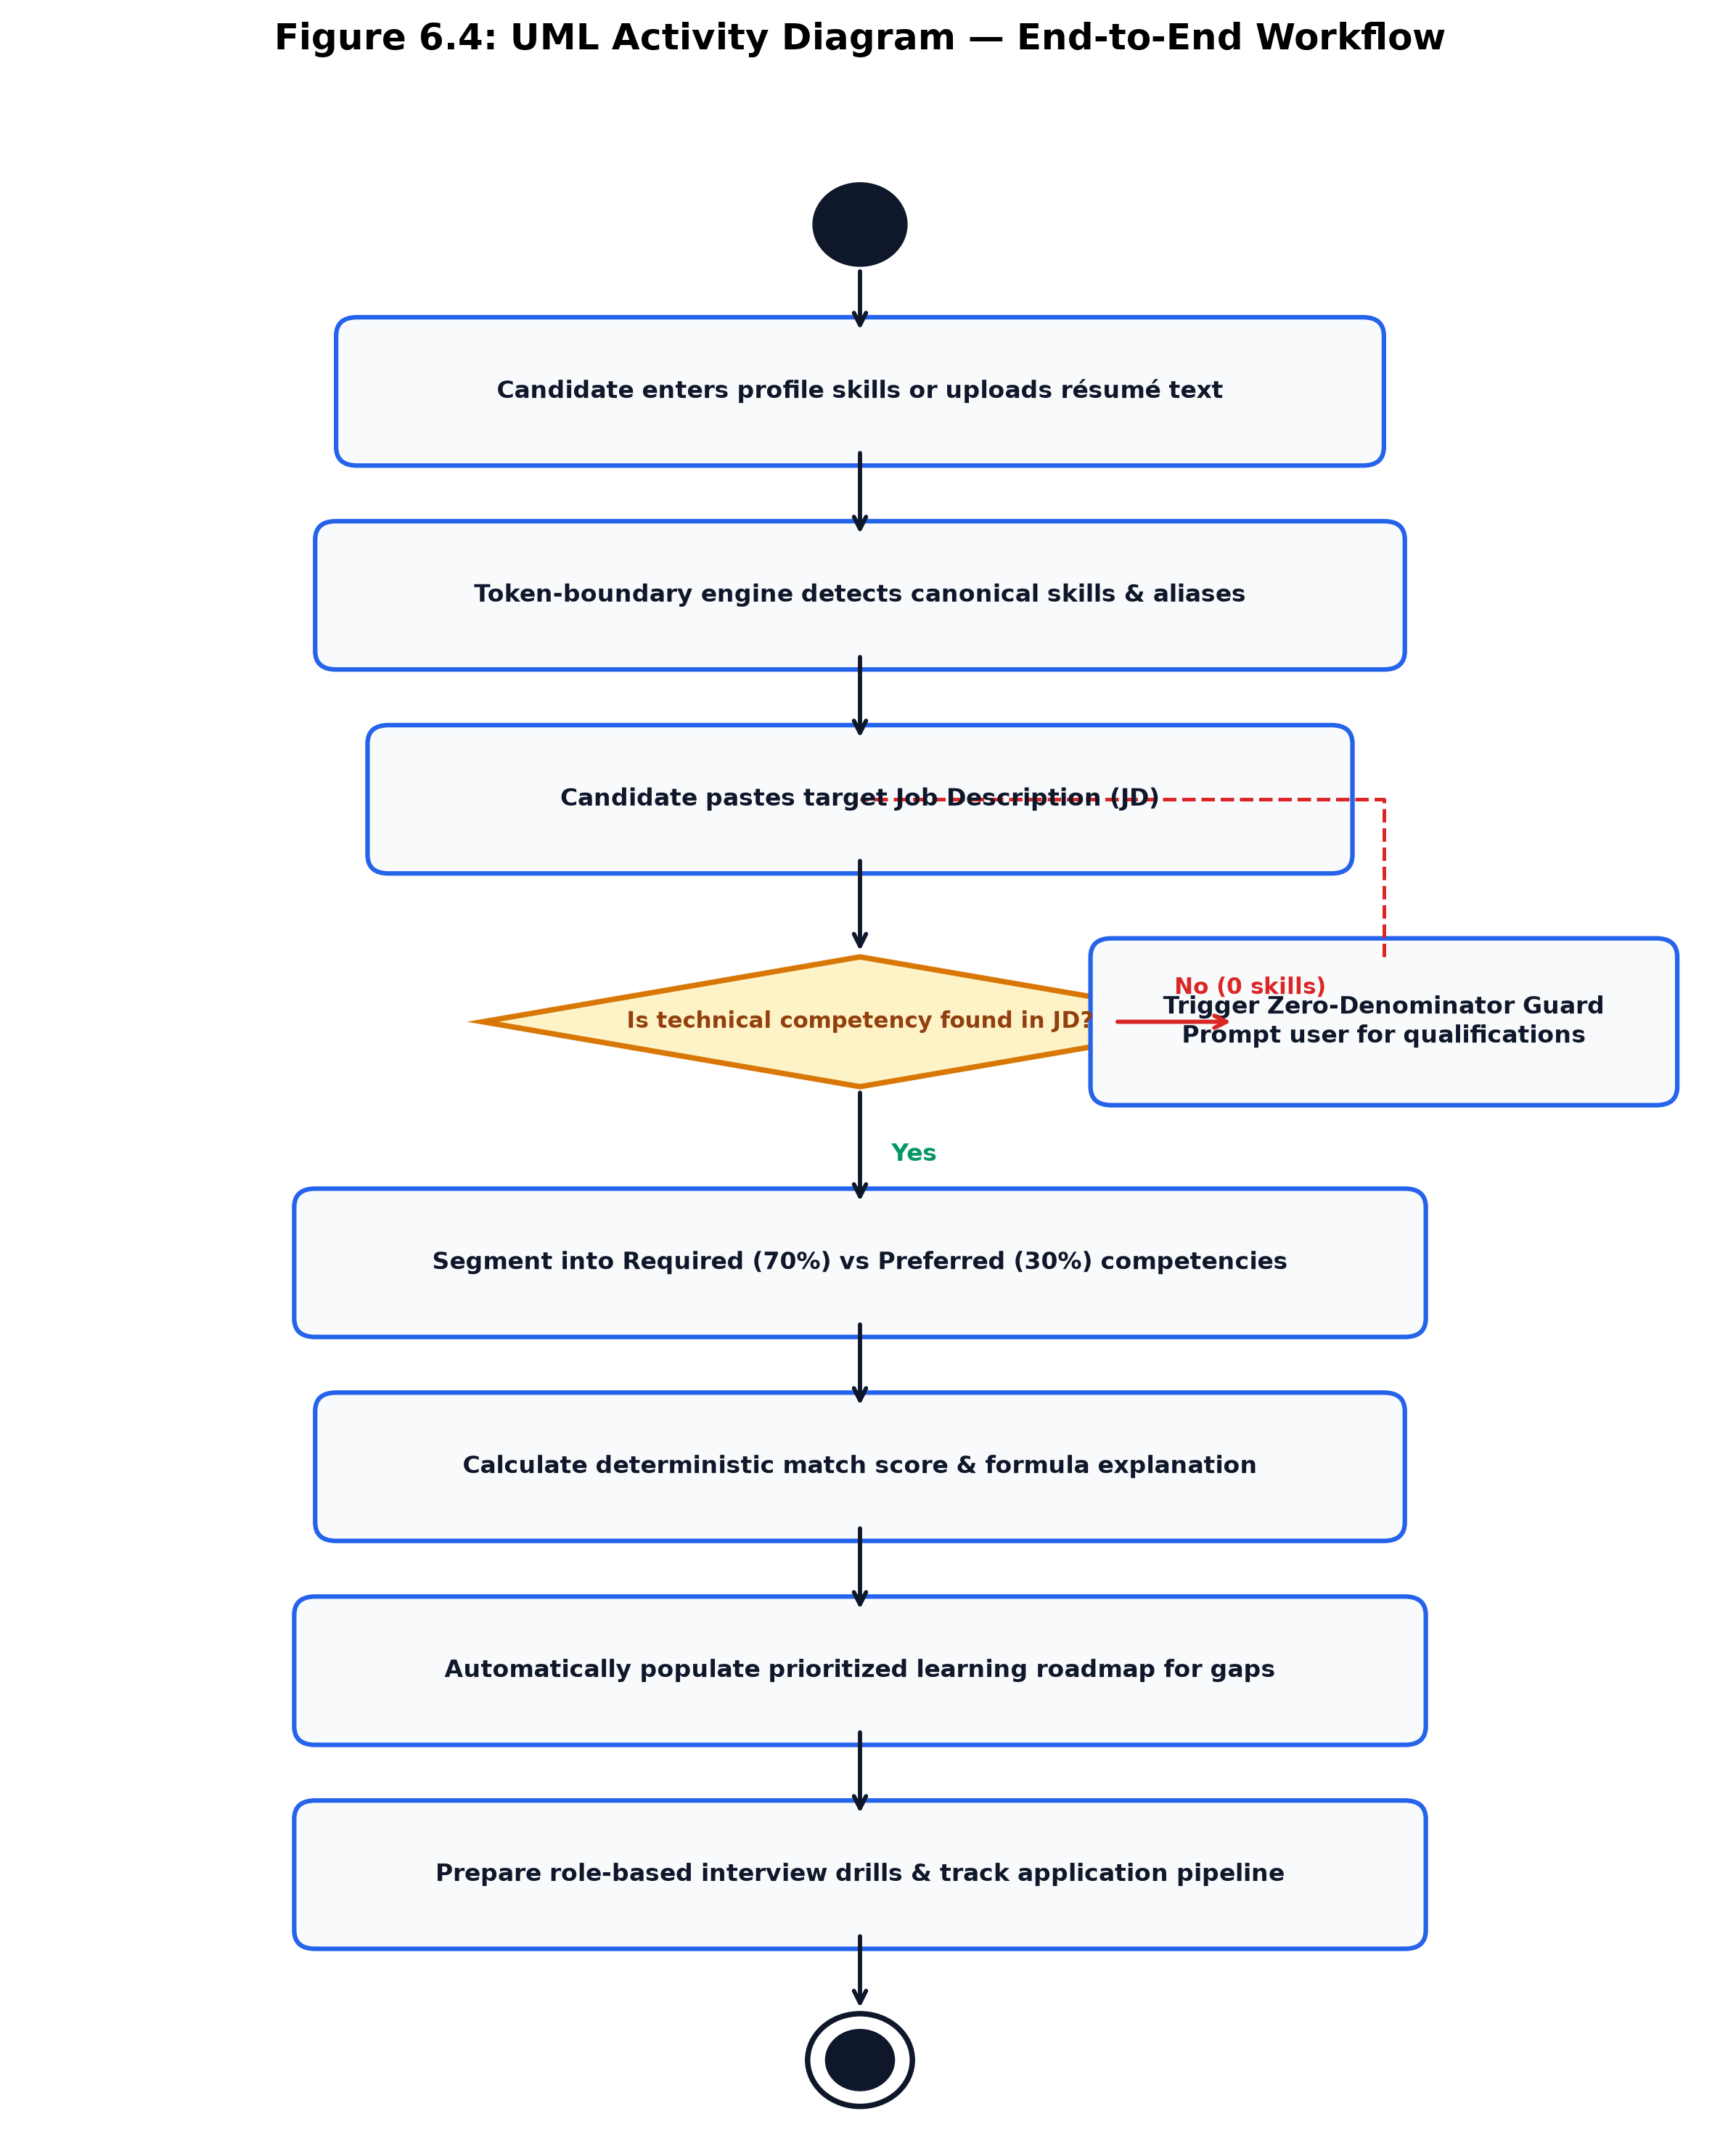 Figure 6.4: UML Activity Diagram — End-to-End Workflow
Candidate enters profile skills or uploads résumé text
Token-boundary engine detects canonical skills & aliases
Candidate pastes target Job Description (JD)
Is technical competency found in JD?
No (0 skills)
Trigger Zero-Denominator Guard
Prompt user for qualifications
Yes
Segment into Required (70%) vs Preferred (30%) competencies
Calculate deterministic match score & formula explanation
Automatically populate prioritized learning roadmap for gaps
Prepare role-based interview drills & track application pipeline